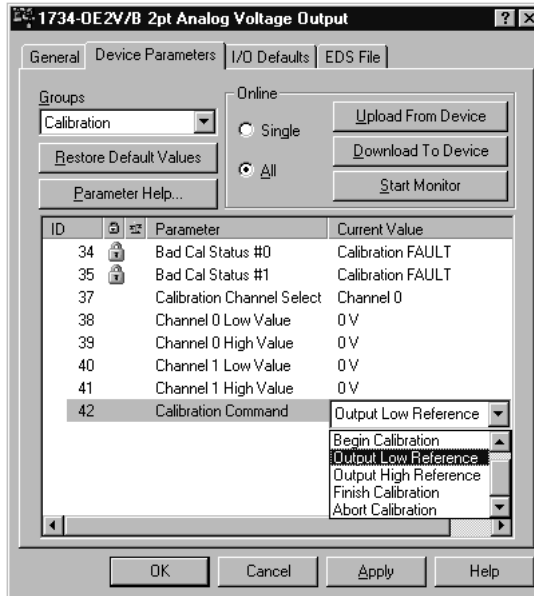 1734-OE2V/B 2pt Analog Voltage Output
General Device Parameters I/O Defaults EDS File
Groups
Calibration
Restore Default Values
Parameter Help...
Online
Single
All
Upload From Device
Download To Device
Start Monitor
ID Parameter Current Value
34 Bad Cal Status #0 Calibration FAULT
35 Bad Cal Status #1 Calibration FAULT
37 Calibration Channel Select Channel 0
38 Channel 0 Low Value 0 V
39 Channel 0 High Value 0 V
40 Channel 1 Low Value 0 V
41 Channel 1 High Value 0 V
42 Calibration Command Output Low Reference
Begin Calibration
Output Low Reference
Output High Reference
Finish Calibration
Abort Calibration
OK Cancel Apply Help